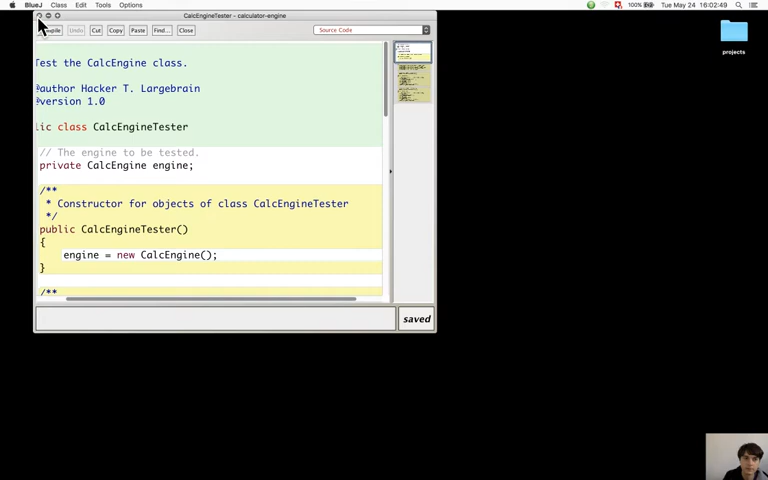 BlueJ Class Edit Tools Options 100% Tue May 24 16:02:49
CalcEngineTester - calculator-engine
Undo Cut Copy Paste Find... Close Source Code
Test the CalcEngine class.
@author Hacker T. Largebrain
@version 1.0
lic class CalcEngineTester
// The engine to be tested.
private CalcEngine engine;
/**
* Constructor for objects of class CalcEngineTester
*/
public CalcEngineTester()
{
engine = new CalcEngine();
}
/**
saved
projects